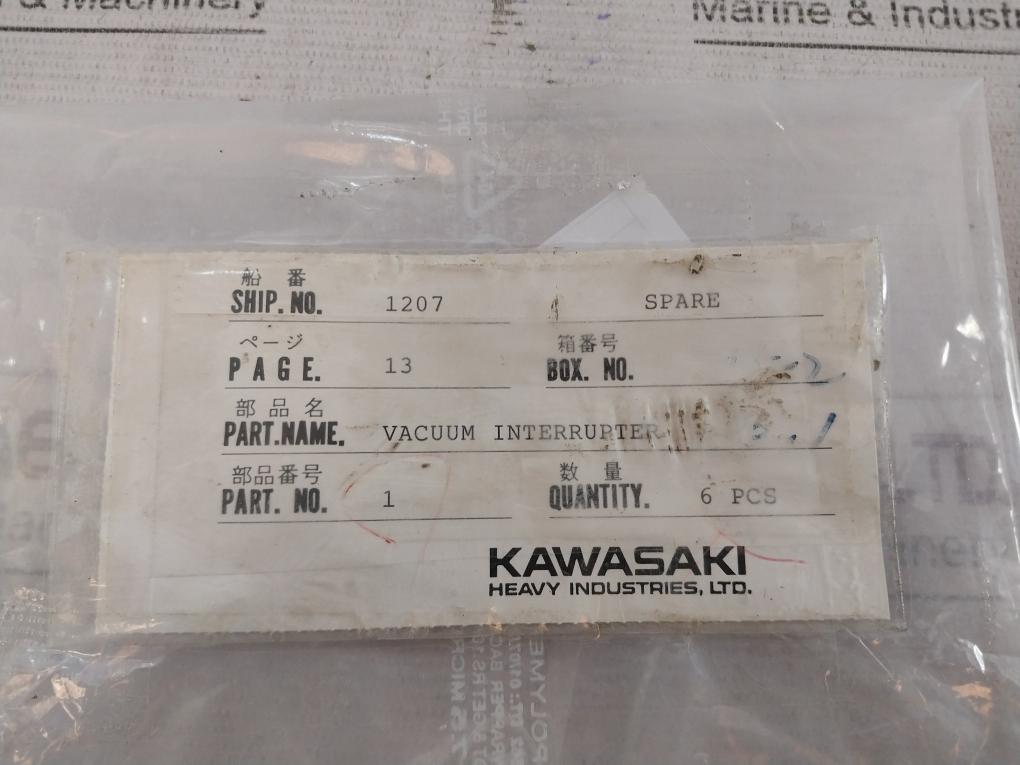 & Machinery
Marine & Industr
船番
SHIP. NO. 1207 SPARE
ページ 箱番号
PAGE. 13 BOX. NO.
部品名
PART. NAME. VACUUM INTERRUPTER
部品番号 数量
PART. NO. 1 QUANTITY. 6 PCS
KAWASAKI
HEAVY INDUSTRIES, LTD.